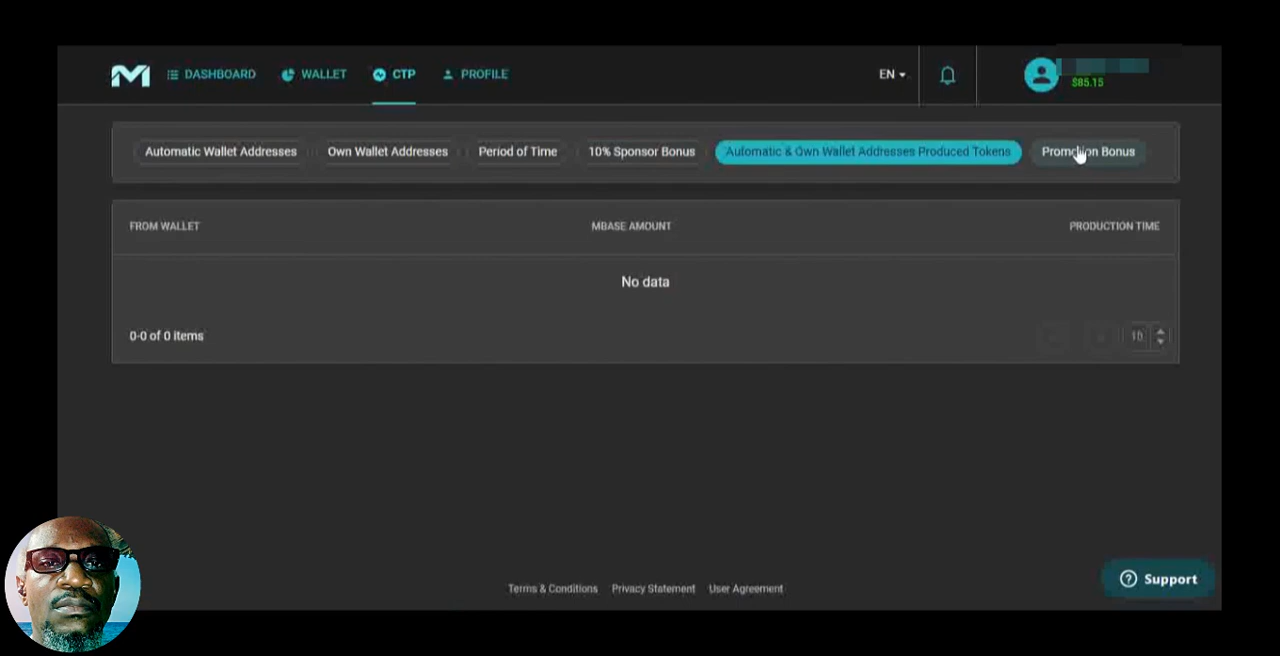 DASHBOARD WALLET CTP PROFILE EN
$85.15
Automatic Wallet Addresses Own Wallet Addresses Period of Time 10% Sponsor Bonus Automatic & Own Wallet Addresses Produced Tokens Promotion Bonus
FROM WALLET MBASE AMOUNT PRODUCTION TIME
No data
0-0 of 0 items 10
Support
Terms & Conditions Privacy Statement User Agreement